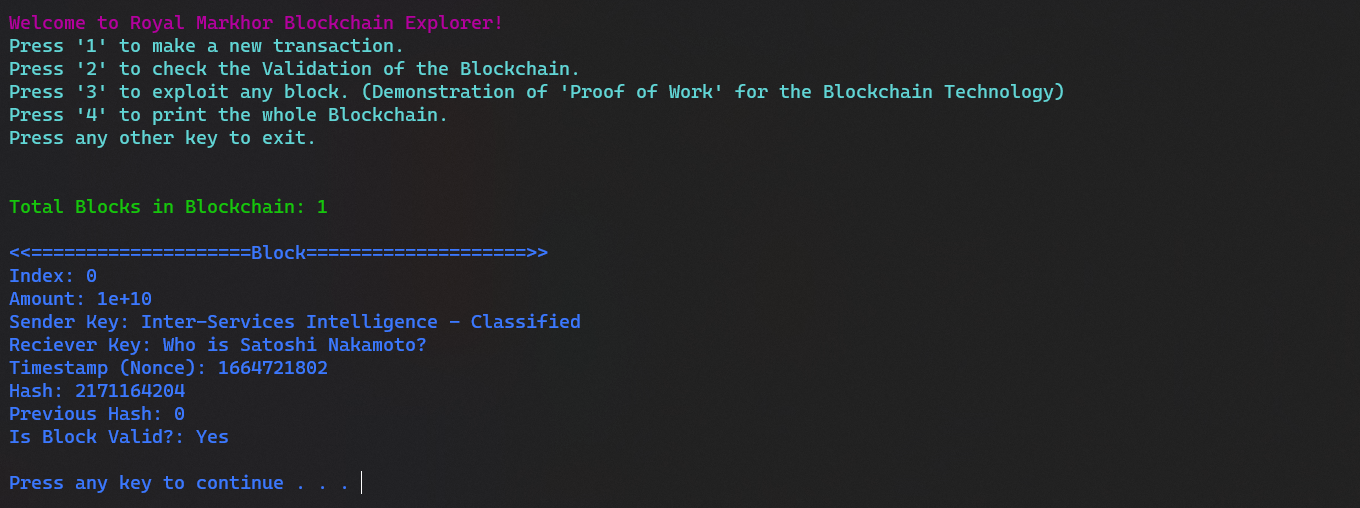 Welcome to Royal Markhor Blockchain Explorer!
Press '1' to make a new transaction.
Press '2' to check the Validation of the Blockchain.
Press '3' to exploit any block. (Demonstration of 'Proof of Work' for the Blockchain Technology)
Press '4' to print the whole Blockchain.
Press any other key to exit.
Total Blocks in Blockchain: 1
<<====================Block====================>>
Index: 0
Amount: 1e+10
Sender Key: Inter-Services Intelligence - Classified
Reciever Key: Who is Satoshi Nakamoto?
Timestamp (Nonce): 1664721802
Hash: 2171164204
Previous Hash: 0
Is Block Valid?: Yes
Press any key to continue . . .